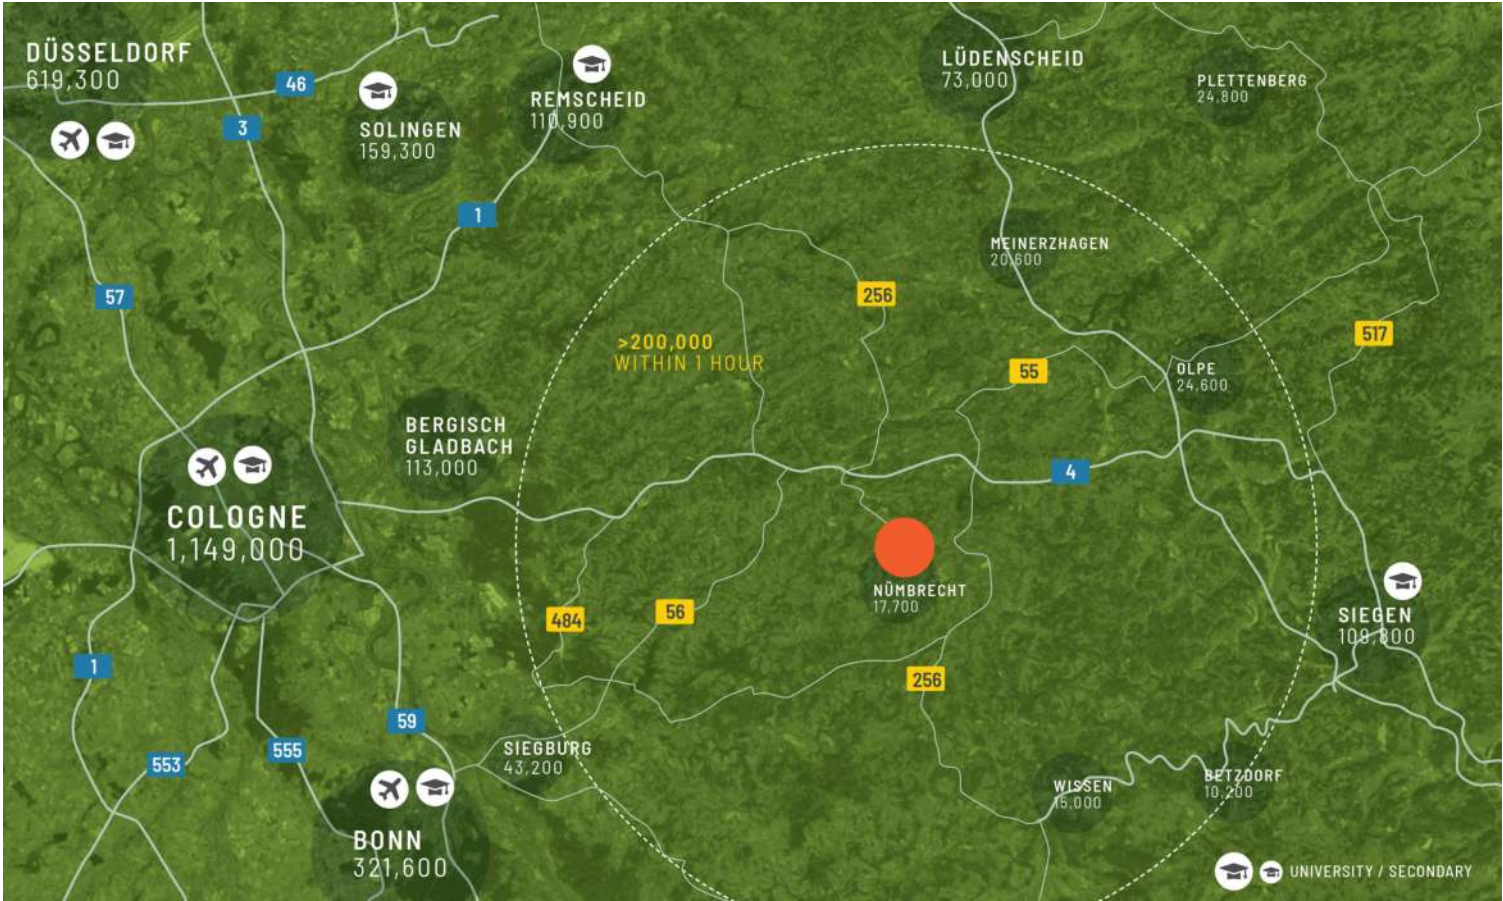 DÜSSELDORF
619,300
46
3
SOLINGEN
159,300
REMSCHEID
110,900
LÜDENSCHEID
73,000
PLETTENBERG
24,800
1
57
MEINERZHAGEN
20,600
256
>200,000
WITHIN 1 HOUR
517
55
OLPE
24,600
BERGISCH
GLADBACH
113,000
4
COLOGNE
1,149,000
NÜMBRECHT
17,700
484
56
SIEGEN
109,800
1
256
59
553
555
SIEGBURG
43,200
WISSEN
15.000
BETZDORF
10,200
BONN
321,600
UNIVERSITY / SECONDARY